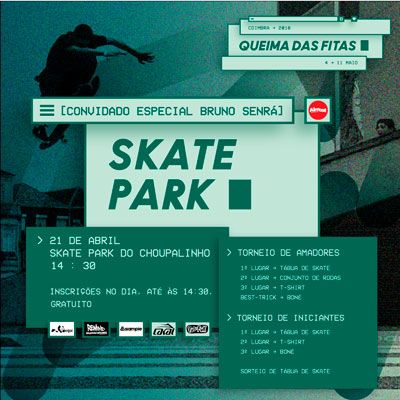 COIMBRA + 2018
QUEIMA DAS FITAS
4 + 11 MAIO
[CONVIDADO ESPECIAL BRUNO SENRÁ]
SKATE
PARK
> 21 DE ABRIL
SKATE PARK DO CHOUPALINHO
14 : 30
INSCRIÇÕES NO DIA, ATÉ ÀS 14:30.
GRATUITO
> TORNEIO DE AMADORES
1º LUGAR + TÁBUA DE SKATE
2º LUGAR + CONJUNTO DE RODAS
3º LUGAR + T-SHIRT
BEST-TRICK + BONÉ
> TORNEIO DE INICIANTES
1º LUGAR + TÁBUA DE SKATE
2º LUGAR + T-SHIRT
3º LUGAR + BONÉ
SORTEIO DE TÁBUA DE SKATE